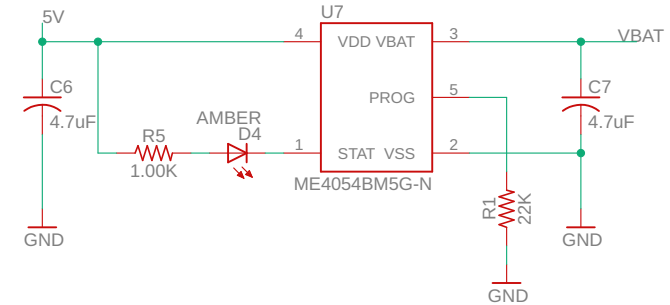 U7
5V
4
VDD VBAT
3
VBAT
C6
4.7uF
PROG
5
C7
4.7uF
AMBER
D4
R5
1.00K
1
STAT VSS
2
ME4054BM5G-N
R1
22K
GND
GND
GND